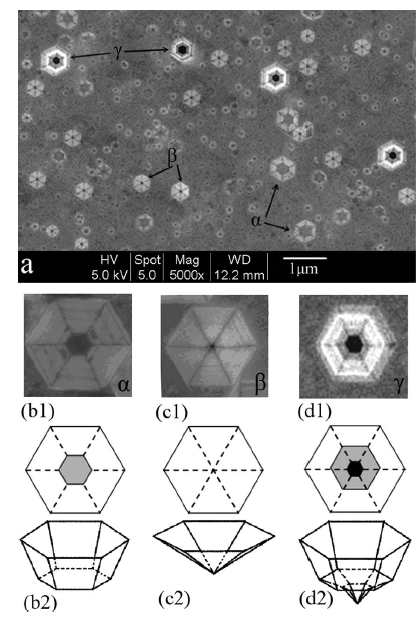 γ
β
α
a
HV Spot Mag WD
5.0 kV 5.0 5000x 12.2 mm 1μm
α β γ
(b1) (c1) (d1)
(b2) (c2) (d2)